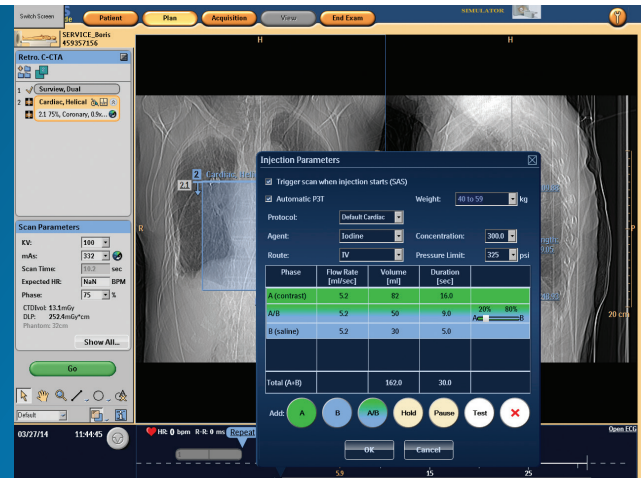 Switch Screen
Patient
Plan
Acquisition
View
End Exam
SIMULATOR
SERVICE_Boris
459357156
Retro. C-CTA
1 Surview, Dual
2 Cardiac, Helical
2.1 75%, Coronary, 0.9x...
Scan Parameters
KV: 100
mAs: 332
Scan Time: 10.2 sec
Expected HR: NaN BPM
Phase: 75 %
CTDIvol: 13.1mGy
DLP: 252.4mGy*cm
Phantom: 32cm
Show All...
Go
Default
03/27/14 11:44:45
H
H
R
P
2 Cardiac, Heli
2.1
20 cm
Injection Parameters
Trigger scan when injection starts (SAS)
Automatic P3T
Weight: 40 to 59 kg
Protocol: Default Cardiac
Agent: Iodine
Concentration: 300.0
Route: IV
Pressure Limit: 325 psi
Phase Flow Rate [ml/sec] Volume [ml] Duration [sec]
A (contrast) 5.2 82 16.0
A/B 5.2 50 9.0 20% 80%
A B
B (saline) 5.2 30 5.0
Total (A+B) 162.0 30.0
Add: A B A/B Hold Pause Test
OK Cancel
HR: 0 bpm R-R: 0 ms Repeat
Open ECG
5.9 15 25